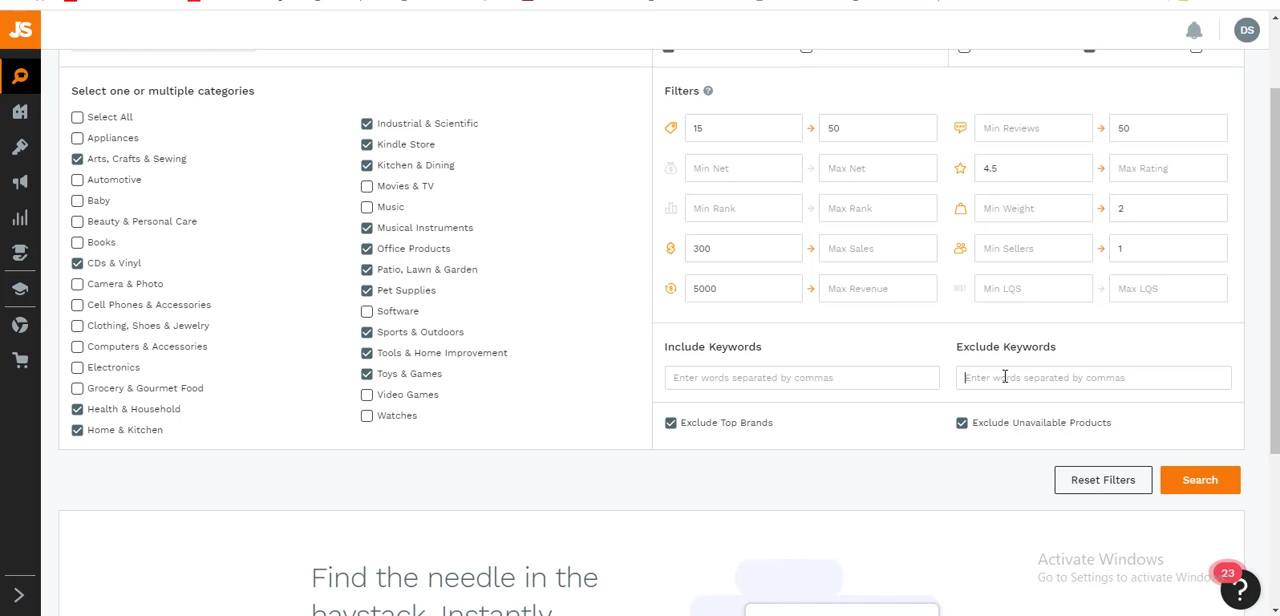 JS
DS
Select one or multiple categories
Select All
Appliances
Arts, Crafts & Sewing
Automotive
Baby
Beauty & Personal Care
Books
CDs & Vinyl
Camera & Photo
Cell Phones & Accessories
Clothing, Shoes & Jewelry
Computers & Accessories
Electronics
Grocery & Gourmet Food
Health & Household
Home & Kitchen
Industrial & Scientific
Kindle Store
Kitchen & Dining
Movies & TV
Music
Musical Instruments
Office Products
Patio, Lawn & Garden
Pet Supplies
Software
Sports & Outdoors
Tools & Home Improvement
Toys & Games
Video Games
Watches
Filters ?
15 50 Min Reviews 50
Min Net Max Net 4.5 Max Rating
Min Rank Max Rank Min Weight 2
300 Max Sales Min Sellers 1
5000 Max Revenue Min LQS Max LQS
Include Keywords Exclude Keywords
Enter words separated by commas Enter words separated by commas
Exclude Top Brands Exclude Unavailable Products
Reset Filters Search
Find the needle in the
haystack. Instantly
Activate Windows
Go to Settings to activate Windo
23
?